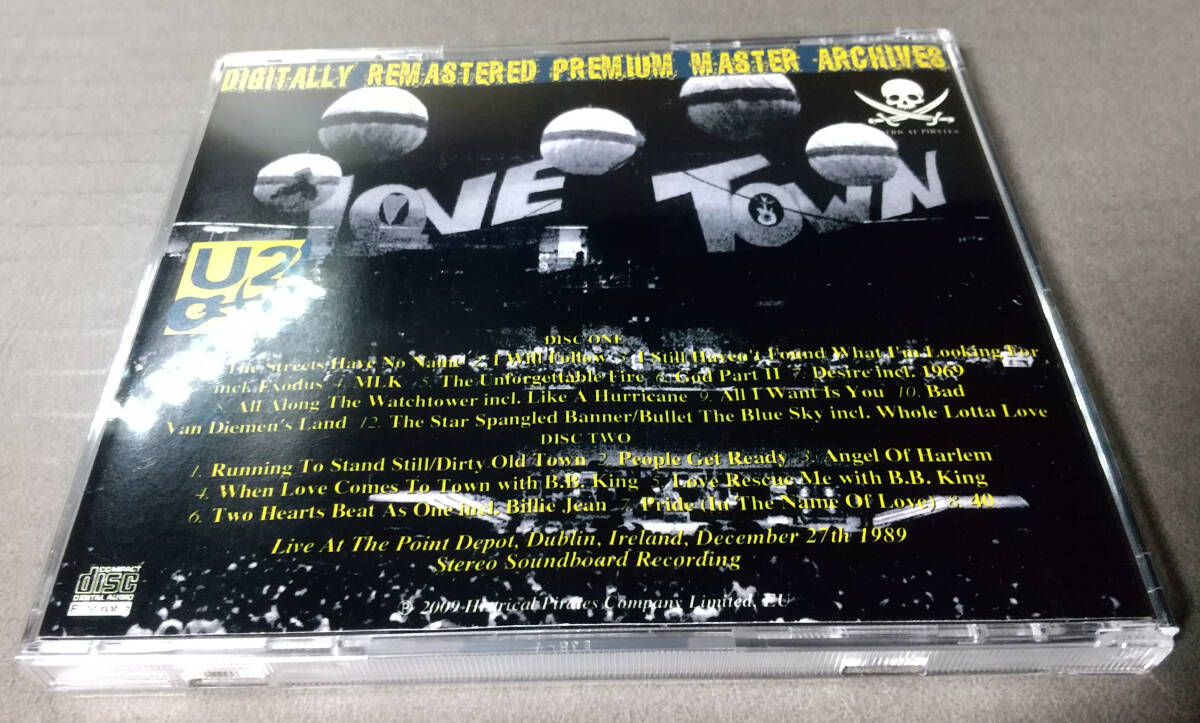 DIGITALLY REMASTERED PREMIUM MASTER ARCHIVES
PIRATES
LOVE TOWN
U2
DISC ONE
The Streets Have No Name 2. I Will Follow 3. I Still Haven't Found What I'm Looking For
incl. Exodus 4. MLK 5. The Unforgettable Fire 6. God Part II 7. Desire incl. 1969
8. All Along The Watchtower incl. Like A Hurricane 9. All I Want Is You 10. Bad
Van Diemen's Land 12. The Star Spangled Banner/Bullet The Blue Sky incl. Whole Lotta Love
DISC TWO
1. Running To Stand Still/Dirty Old Town 2. People Get Ready 3. Angel Of Harlem
4. When Love Comes To Town with B.B. King 5. Love Rescue Me with B.B. King
6. Two Hearts Beat As One incl. Billie Jean 7. Pride (In The Name Of Love) 8. 40
Live At The Point Depot, Dublin, Ireland, December 27th 1989
Stereo Soundboard Recording
COMPACT
disc
DIGITAL AUDIO
℗ 2009 Histrical Pirates Company Limited, EU